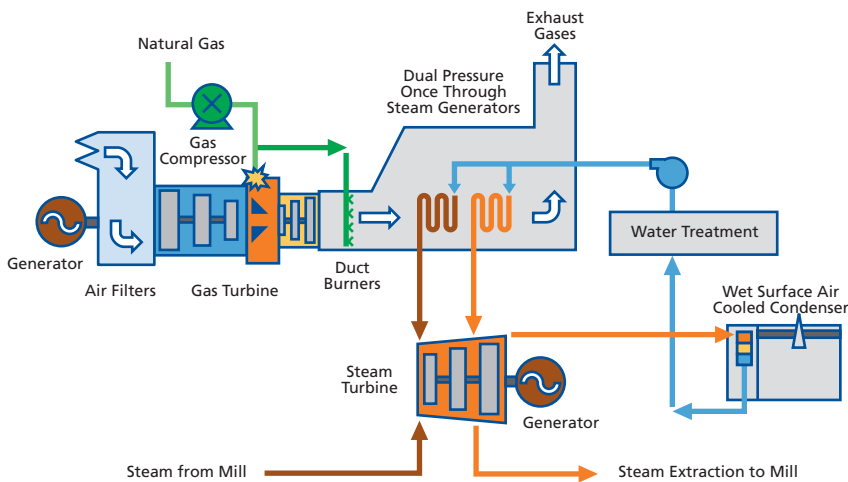 Exhaust
Gases
Natural Gas
Dual Pressure
Once Through
Steam Generators
Gas
Compressor
Water Treatment
Generator
Air Filters
Gas Turbine
Duct
Burners
Wet Surface Air
Cooled Condenser
Steam
Turbine
Generator
Steam from Mill
Steam Extraction to Mill